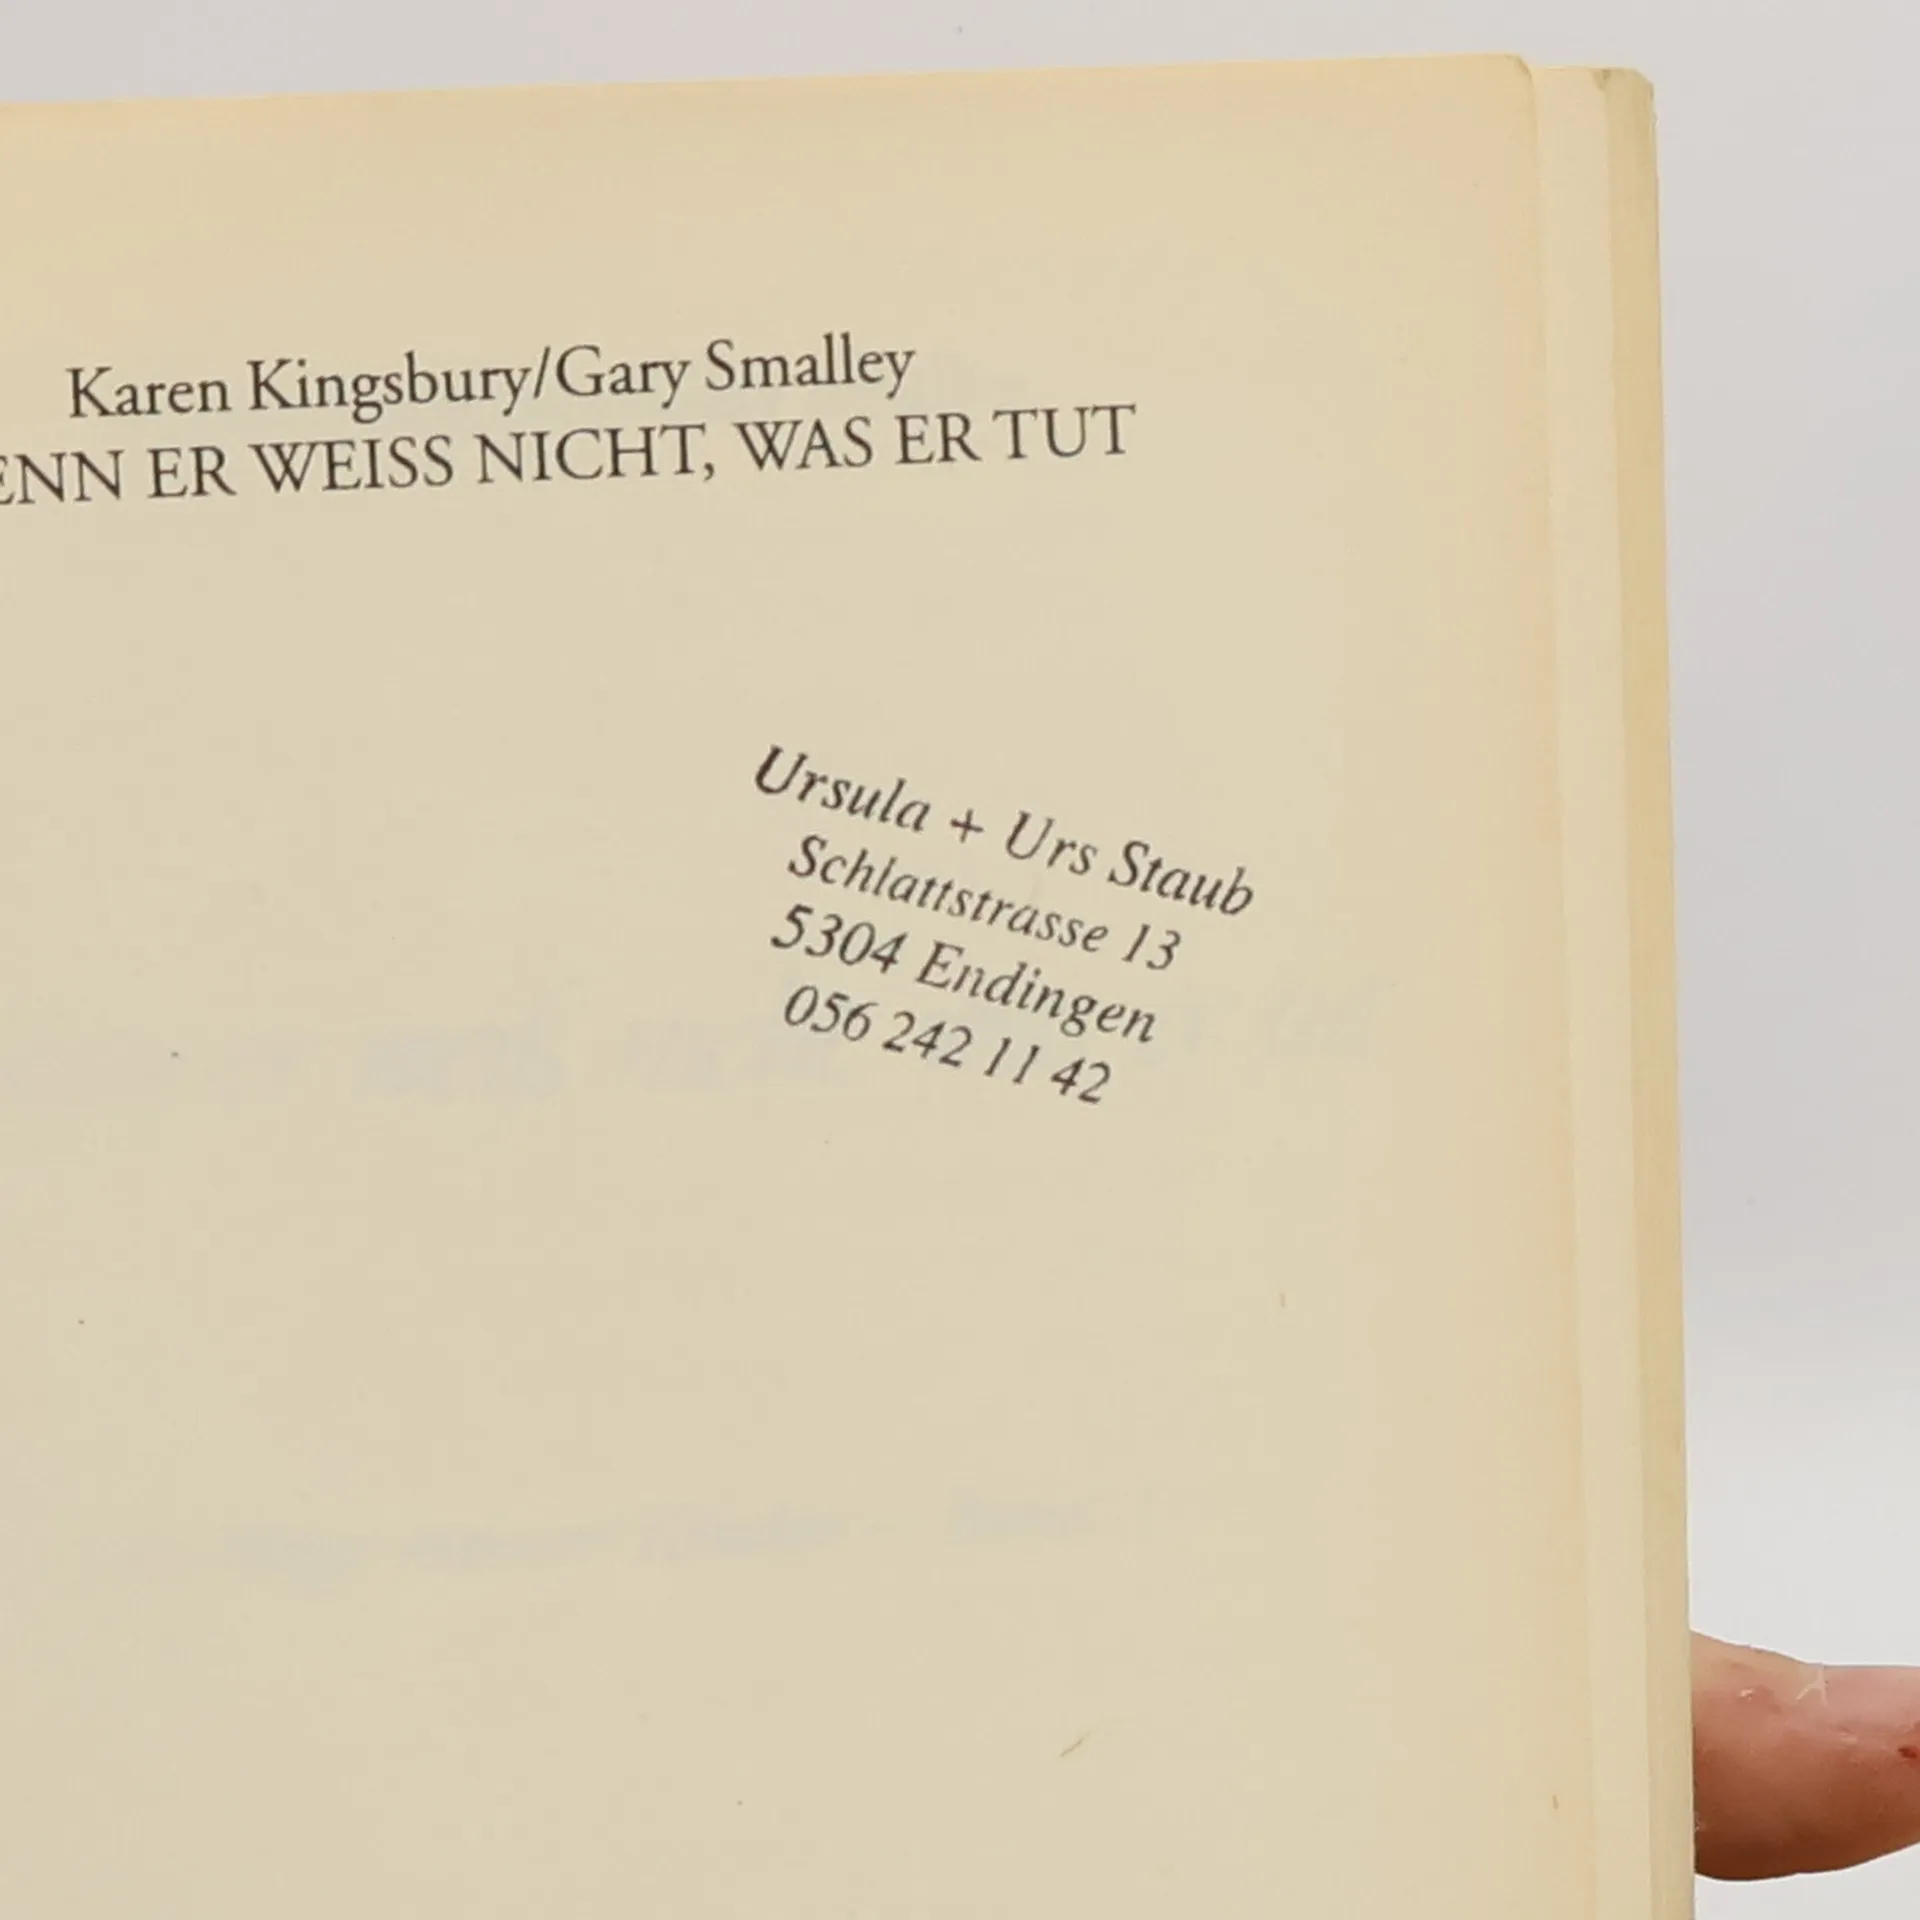 Karen Kingsbury/Gary Smalley
ENN ER WEISS NICHT, WAS ER TUT
Ursula + Urs Staub
Schlattstrasse 13
5304 Endingen
056 242 11 42